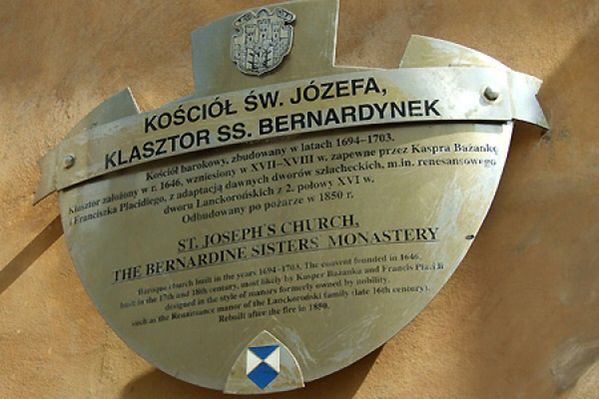 KOŚCIÓŁ ŚW. JÓZEFA,
KLASZTOR SS. BERNARDYNEK
Kościół barokowy, zbudowany w latach 1694-1703.
Klasztor założony w r. 1646, wzniesiony w XVII-XVIII w. zapewne przez Kaspra Bażankę
i Franciszka Placidiego, z adaptacją dawnych dworów szlacheckich, m.in. renesansowego
dworu Lanckorońskich z 2. połowy XVI w.
Odbudowany po pożarze w 1850 r.
ST. JOSEPH'S CHURCH,
THE BERNARDINE SISTERS MONASTERY
Baroque church built in the years 1694-1703. The convent founded in 1646,
built in the 17th and 18th century, most likely by Kasper Bażanka and Francis Placidi
designed in the style of manors formerly owned by nobility,
such as the Renaissance manor of the Lanckoroński family (late 16th century).
Rebuilt after the fire in 1850.